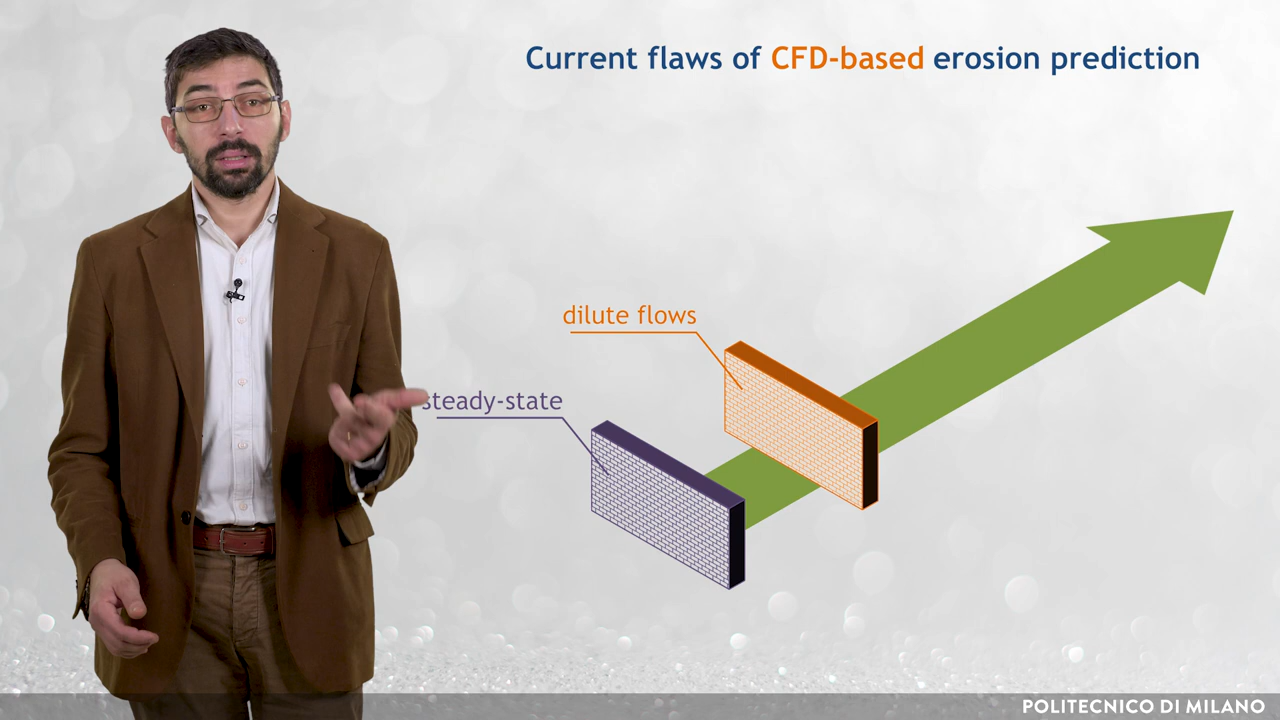 Current flaws of CFD-based erosion prediction
dilute flows
steady-state
POLITECNICO DI MILANO